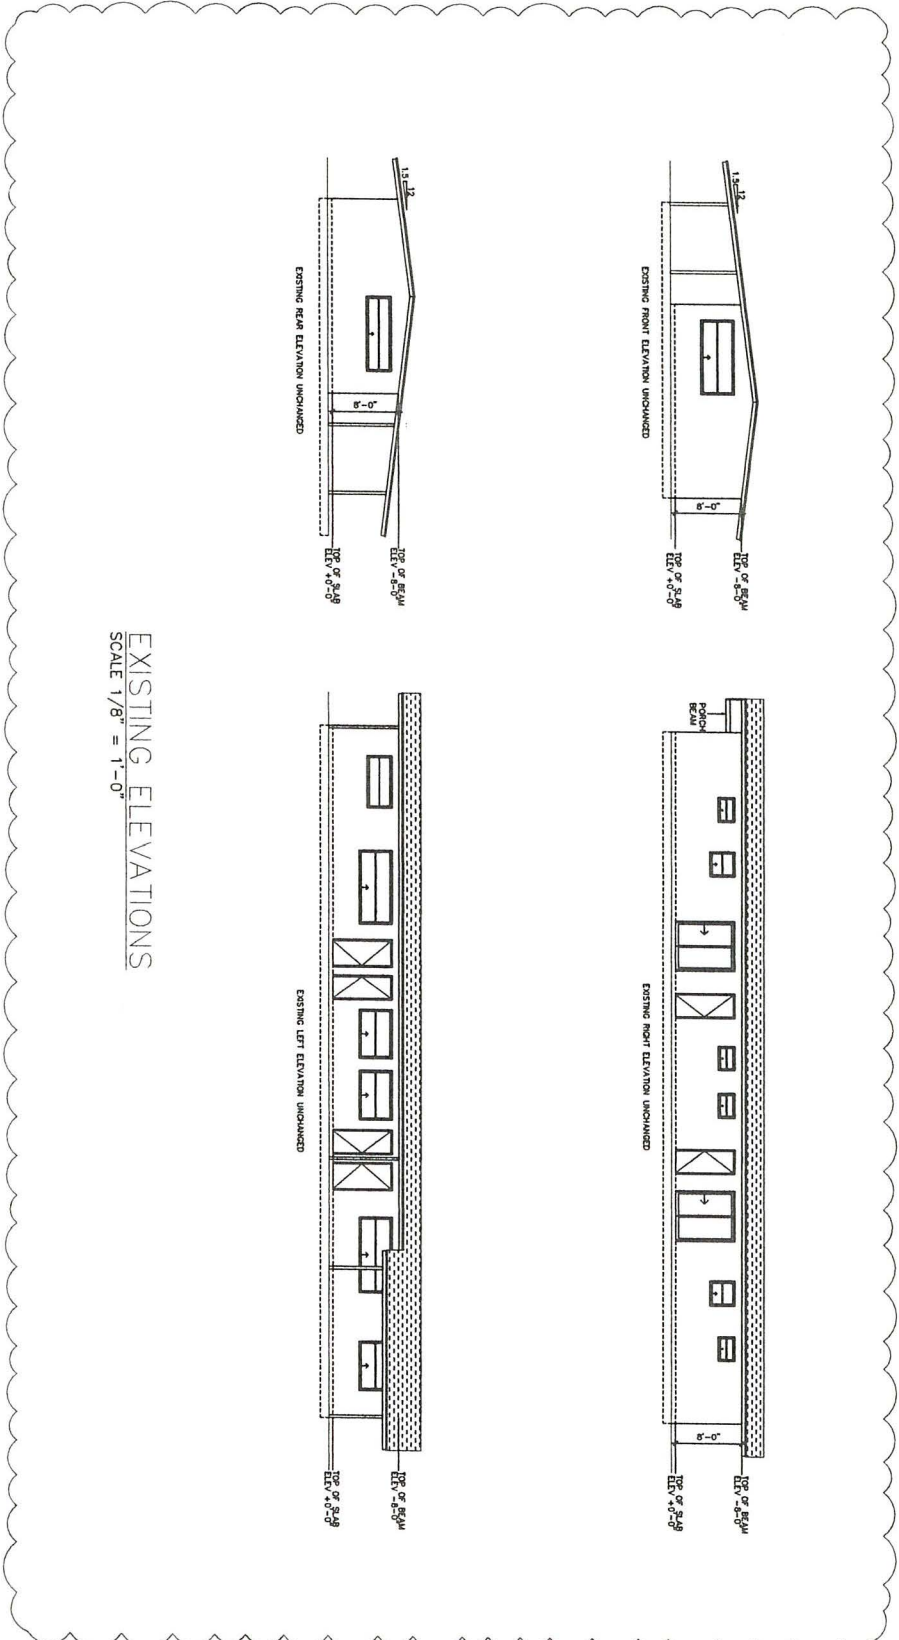 12
1.5
8'-0"
TOP OF BEAM
ELEV -8-0"
TOP OF SLAB
ELEV +0'-0"
EXISTING FRONT ELEVATION UNCHANGED
PORCH
BEAM
8'-0"
TOP OF BEAM
ELEV -8-0"
TOP OF SLAB
ELEV +0'-0"
EXISTING RIGHT ELEVATION UNCHANGED
12
1.5
8'-0"
TOP OF BEAM
ELEV -8-0"
TOP OF SLAB
ELEV +0'-0"
EXISTING REAR ELEVATION UNCHANGED
TOP OF BEAM
ELEV -8-0"
TOP OF SLAB
ELEV +0'-0"
EXISTING LEFT ELEVATION UNCHANGED
EXISTING ELEVATIONS
SCALE 1/8" = 1'-0"